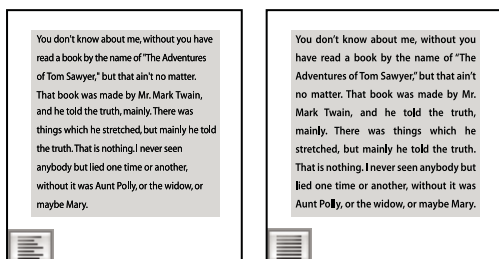 You don't know about me, without you have
read a book by the name of "The Adventures
of Tom Sawyer," but that ain't no matter.
That book was made by Mr. Mark Twain,
and he told the truth, mainly. There was
things which he stretched, but mainly he told
the truth. That is nothing. I never seen
anybody but lied one time or another,
without it was Aunt Polly, or the widow, or
maybe Mary.
You don't know about me, without you
have read a book by the name of "The
Adventures of Tom Sawyer," but that ain't
no matter. That book was made by Mr.
Mark Twain, and he told the truth,
mainly. There was things which he
stretched, but mainly he told the truth.
That is nothing. I never seen anybody but
lied one time or another, without it was
Aunt Polly, or the widow, or maybe Mary.